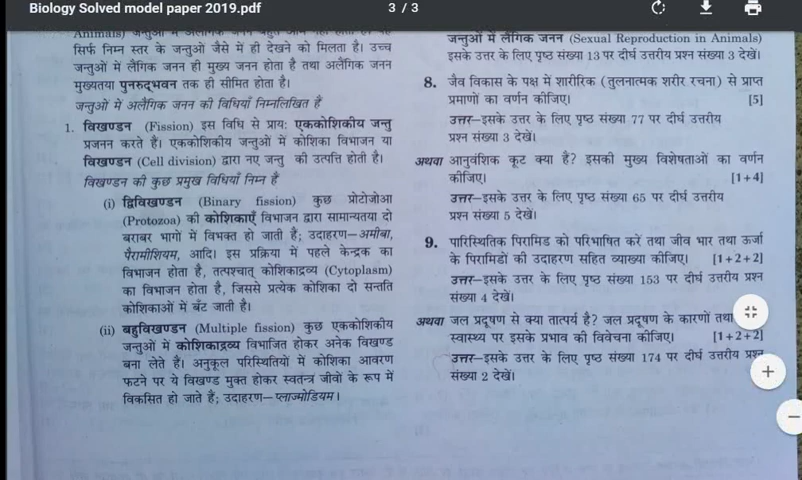 Biology Solved model paper 2019.pdf
3 / 3
सिर्फ निम्न स्तर के जन्तुओं जैसे में ही देखने को मिलता है। उच्च
जन्तुओं में लैंगिक जनन ही मुख्य जनन होता है तथा अलैंगिक जनन
मुख्यतया पुनरुद्‌भवन तक ही सीमित होता है।
जन्तुओं में अलैंगिक जनन की विधियाँ निम्नलिखित हैं
1. विखण्डन (Fission) इस विधि से प्राय: एककोशिकीय जन्तु
प्रजनन करते हैं। एककोशिकीय जन्तुओं में कोशिका विभाजन या
विखण्डन (Cell division) द्वारा नए जन्तु की उत्पत्ति होती है।
विखण्डन की कुछ प्रमुख विधियाँ निम्न हैं
(i) द्विविखण्डन (Binary fission) कुछ प्रोटोजोआ
(Protozoa) की कोशिकाएँ विभाजन द्वारा सामान्यतया दो
बराबर भागों में विभक्त हो जाती हैं; उदाहरण–अमीबा,
पैरामीशियम, आदि। इस प्रक्रिया में पहले केन्द्रक का
विभाजन होता है, तत्पश्चात् कोशिकाद्रव्य (Cytoplasm)
का विभाजन होता है, जिससे प्रत्येक कोशिका दो सन्तति
कोशिकाओं में बँट जाती है।
(ii) बहुविखण्डन (Multiple fission) कुछ एककोशिकीय
जन्तुओं में कोशिकाद्रव्य विभाजित होकर अनेक विखण्ड
बना लेते हैं। अनुकूल परिस्थितियों में कोशिका आवरण
फटने पर ये विखण्ड मुक्त होकर स्वतन्त्र जीवों के रूप में
विकसित हो जाते हैं; उदाहरण–प्लाज्मोडियम।
जन्तुओं में लैंगिक जनन (Sexual Reproduction in Animals)
इसके उत्तर के लिए पृष्ठ संख्या 13 पर दीर्घ उत्तरीय प्रश्न संख्या 3 देखें।
8. जैव विकास के पक्ष में शारीरिक (तुलनात्मक शरीर रचना) से प्राप्त
प्रमाणों का वर्णन कीजिए। [5]
उत्तर–इसके उत्तर के लिए पृष्ठ संख्या 77 पर दीर्घ उत्तरीय
प्रश्न संख्या 3 देखें।
अथवा आनुवंशिक कूट क्या है? इसकी मुख्य विशेषताओं का वर्णन
कीजिए। [1+4]
उत्तर–इसके उत्तर के लिए पृष्ठ संख्या 65 पर दीर्घ उत्तरीय
प्रश्न संख्या 5 देखें।
9. पारिस्थितिक पिरामिड को परिभाषित करें तथा जीव भार तथा ऊर्जा
के पिरामिडों की उदाहरण सहित व्याख्या कीजिए। [1+2+2]
उत्तर–इसके उत्तर के लिए पृष्ठ संख्या 153 पर दीर्घ उत्तरीय प्रश्न
संख्या 4 देखें।
अथवा जल प्रदूषण से क्या तात्पर्य है? जल प्रदूषण के कारणों तथा
स्वास्थ्य पर इसके प्रभाव की विवेचना कीजिए। [1+2+2]
उत्तर–इसके उत्तर के लिए पृष्ठ संख्या 174 पर दीर्घ उत्तरीय प्रश्न
संख्या 2 देखें।